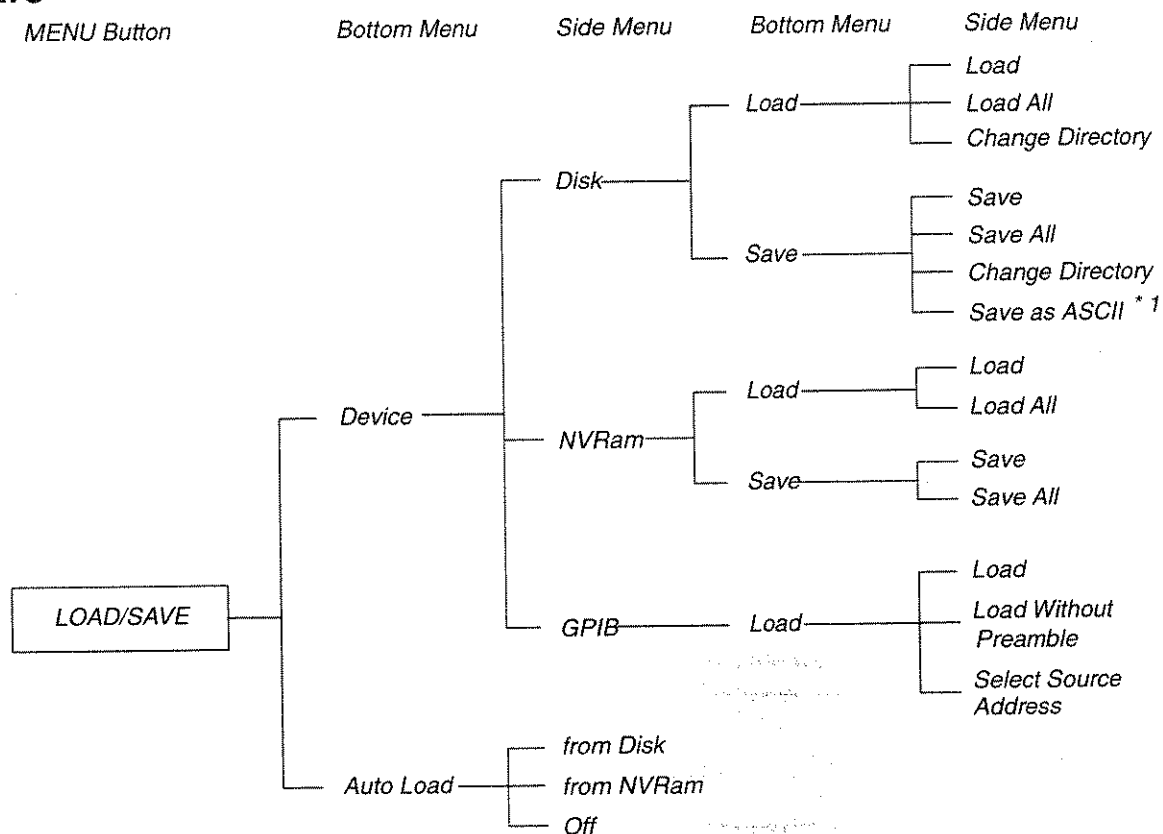 MENU Button Bottom Menu Side Menu Bottom Menu Side Menu
Load
Load
Load All
Change Directory
Disk
Save
Save All
Save
Change Directory
Save as ASCII * 1
Load
Load
Load All
Device
NVRam
Save
Save
Save All
Load
LOAD/SAVE
GPIB
Load
Load Without
Preamble
Select Source
Address
from Disk
Auto Load
from NVRam
Off